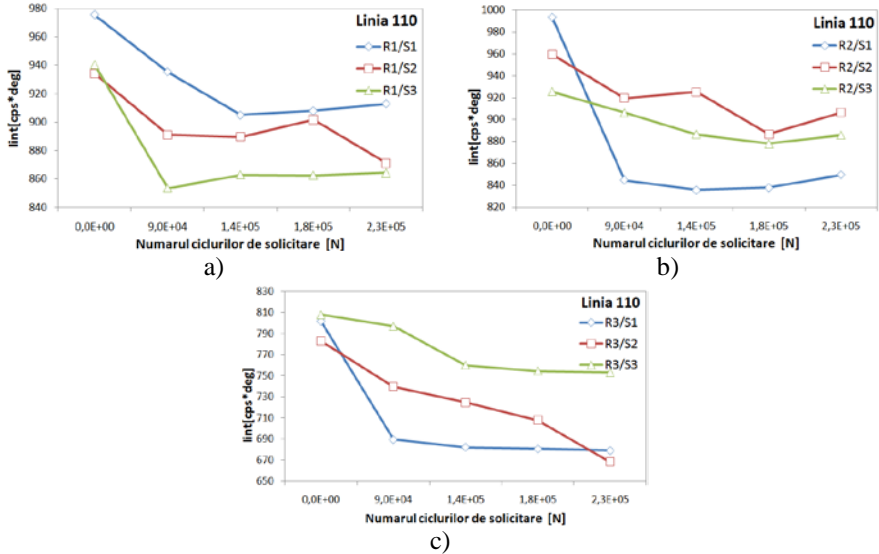 Linia 110
R1/S1
R1/S2
R1/S3
Iint[cps*deg]
980
960
940
920
900
880
860
840
0,0E+00 9,0E+04 1,4E+05 1,8E+05 2,3E+05
Numarul ciclurilor de solicitare [N]
a)
Linia 110
R2/S1
R2/S2
R2/S3
Iint[cps*deg]
1000
980
960
940
920
900
880
860
840
820
0,0E+00 9,0E+04 1,4E+05 1,8E+05 2,3E+05
Numarul ciclurilor de solicitare [N]
b)
Linia 110
R3/S1
R3/S2
R3/S3
Iint[cps*deg]
830
810
790
770
750
730
710
690
670
650
0,0E+00 9,0E+04 1,4E+05 1,8E+05 2,3E+05
Numarul ciclurilor de solicitare [N]
c)